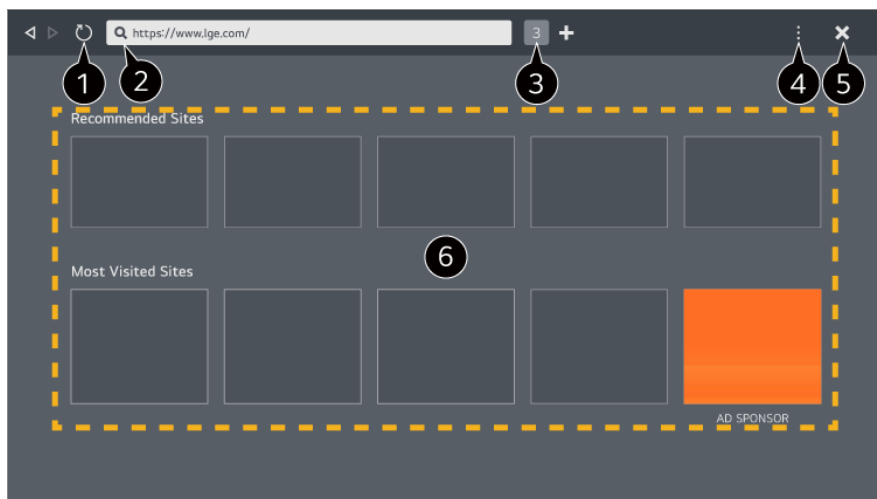 https://www.lge.com/ 3
1 2 3 4 5
Recommended Sites
6
Most Visited Sites
AD SPONSOR